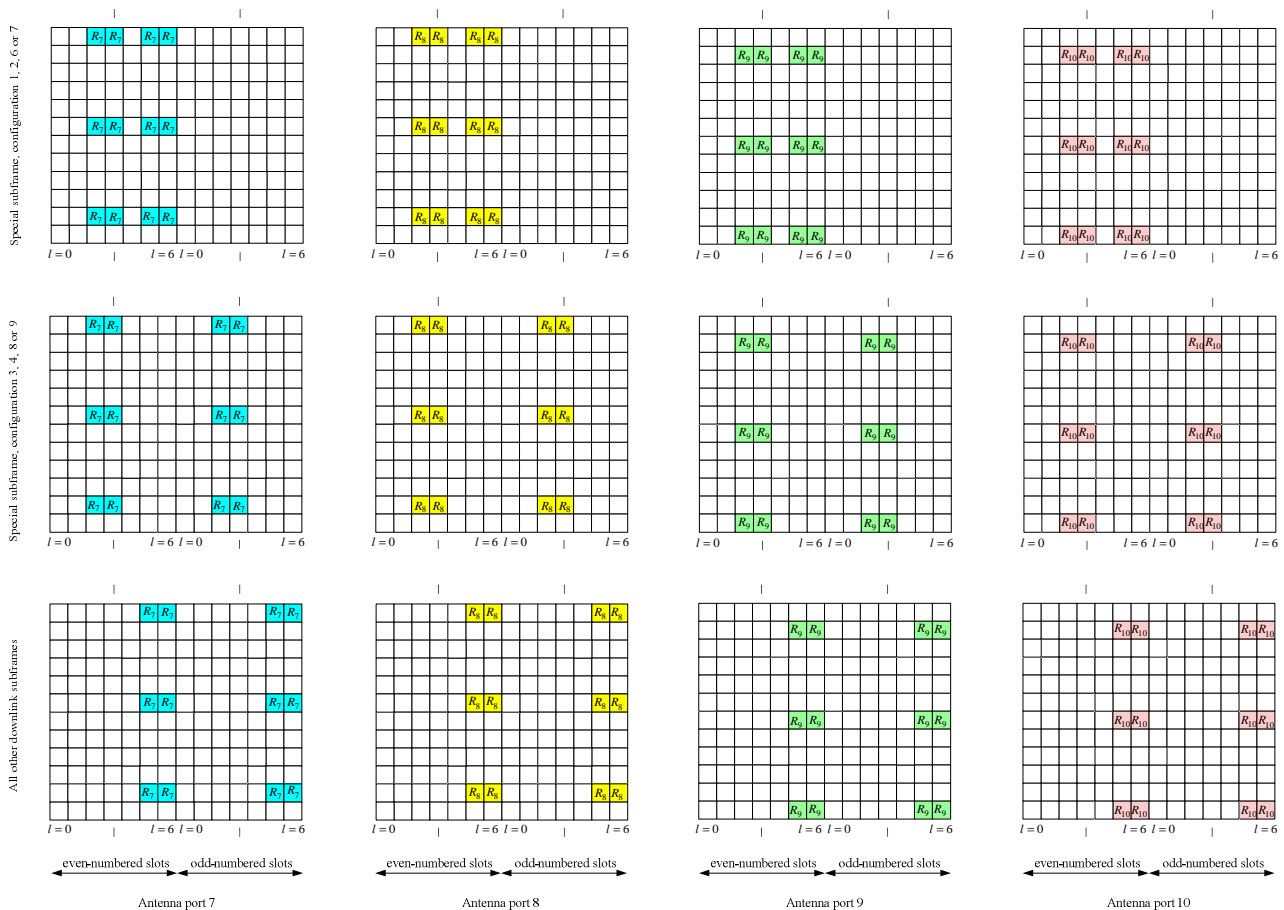 Special subframe, configuration 1, 2, 6 or 7
R7 R7 R7 R7 R8 R8 R8 R8
R9 R9 R9 R9 R10 R10 R10 R10
R7 R7 R7 R7 R8 R8 R8 R8
R9 R9 R9 R9 R10 R10 R10 R10
R7 R7 R7 R7 R8 R8 R8 R8
R9 R9 R9 R9 R10 R10 R10 R10
l = 0 l = 6 l = 0 l = 6 l = 0 l = 6 l = 0 l = 6 l = 0 l = 6 l = 0 l = 6 l = 0 l = 6 l = 0 l = 6
Special subframe, configuration 3, 4, 8 or 9
R7 R7 R7 R7 R8 R8 R8 R8
R9 R9 R9 R9 R10 R10 R10 R10
R7 R7 R7 R7 R8 R8 R8 R8
R9 R9 R9 R9 R10 R10 R10 R10
R7 R7 R7 R7 R8 R8 R8 R8
R9 R9 R9 R9 R10 R10 R10 R10
l = 0 l = 6 l = 0 l = 6 l = 0 l = 6 l = 0 l = 6 l = 0 l = 6 l = 0 l = 6 l = 0 l = 6 l = 0 l = 6
All other downlink subframes
R7 R7 R7 R7 R8 R8 R8 R8
R9 R9 R9 R9 R10 R10 R10 R10
R7 R7 R7 R7 R8 R8 R8 R8
R9 R9 R9 R9 R10 R10 R10 R10
R7 R7 R7 R7 R8 R8 R8 R8
R9 R9 R9 R9 R10 R10 R10 R10
l = 0 l = 6 l = 0 l = 6 l = 0 l = 6 l = 0 l = 6 l = 0 l = 6 l = 0 l = 6 l = 0 l = 6 l = 0 l = 6
even-numbered slots odd-numbered slots even-numbered slots odd-numbered slots even-numbered slots odd-numbered slots even-numbered slots odd-numbered slots
Antenna port 7 Antenna port 8 Antenna port 9 Antenna port 10